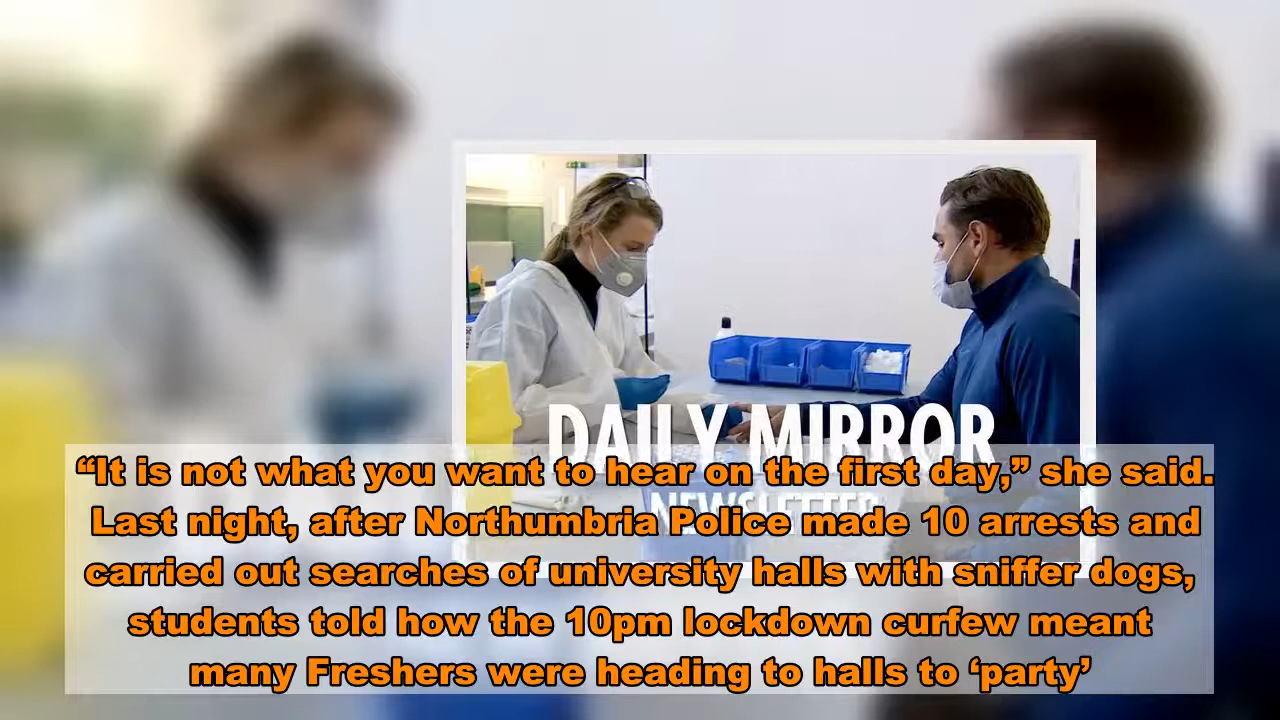 DAILY MIRROR
NEWSLETTER
“It is not what you want to hear on the first day,” she said.
Last night, after Northumbria Police made 10 arrests and
carried out searches of university halls with sniffer dogs,
students told how the 10pm lockdown curfew meant
many Freshers were heading to halls to ‘party’